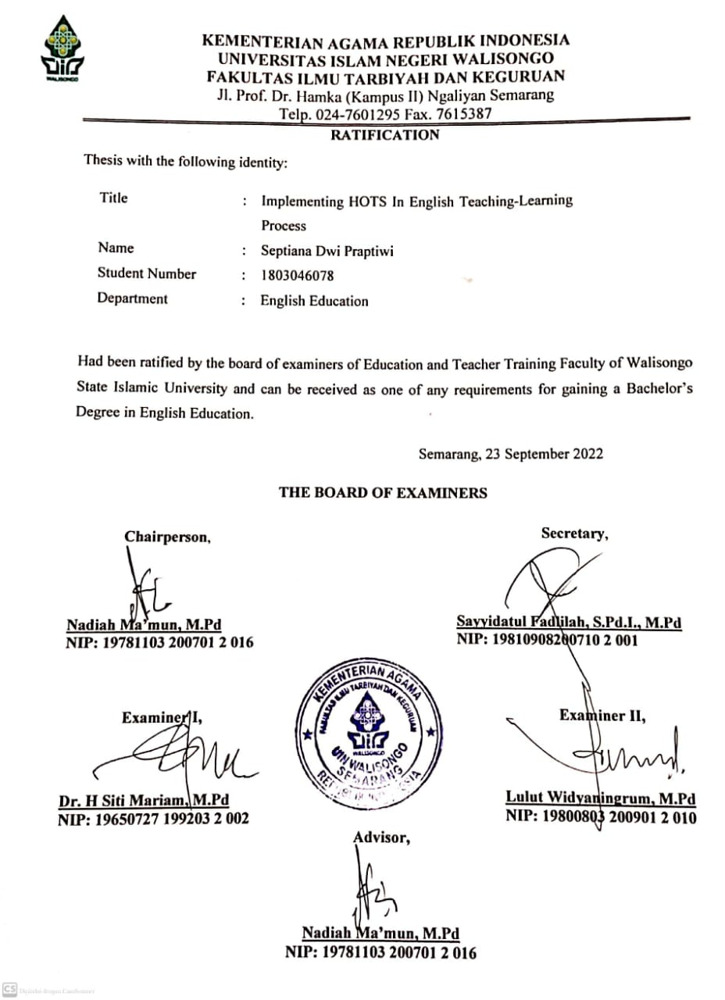 WALISONGO
KEMENTERIAN AGAMA REPUBLIK INDONESIA
UNIVERSITAS ISLAM NEGERI WALISONGO
FAKULTAS ILMU TARBIYAH DAN KEGURUAN
Jl. Prof. Dr. Hamka (Kampus II) Ngaliyan Semarang
Telp. 024-7601295 Fax. 7615387
RATIFICATION
Thesis with the following identity:
Title : Implementing HOTS In English Teaching-Learning
Process
Name : Septiana Dwi Praptiwi
Student Number : 1803046078
Department : English Education
Had been ratified by the board of examiners of Education and Teacher Training Faculty of Walisongo
State Islamic University and can be received as one of any requirements for gaining a Bachelor's
Degree in English Education.
Semarang, 23 September 2022
THE BOARD OF EXAMINERS
Chairperson,
Nadiah Ma'mun, M.Pd
NIP: 19781103 200701 2 016
Secretary,
Sayyidatul Fadlilah, S.Pd.I., M.Pd
NIP: 19810908200710 2 001
Examiner I,
Dr. H Siti Mariam, M.Pd
NIP: 19650727 199203 2 002
KEMENTERIAN AGAMA
FAKULTAS ILMU TARBIYAH DAN KEGURUAN
WALISONGO
UIN WALISONGO
SEMARANG
REPUBLIK INDONESIA
Examiner II,
Lulut Widyaningrum, M.Pd
NIP: 19800803 200901 2 010
Advisor,
Nadiah Ma'mun, M.Pd
NIP: 19781103 200701 2 016
CS Dipindai dengan CamScanner